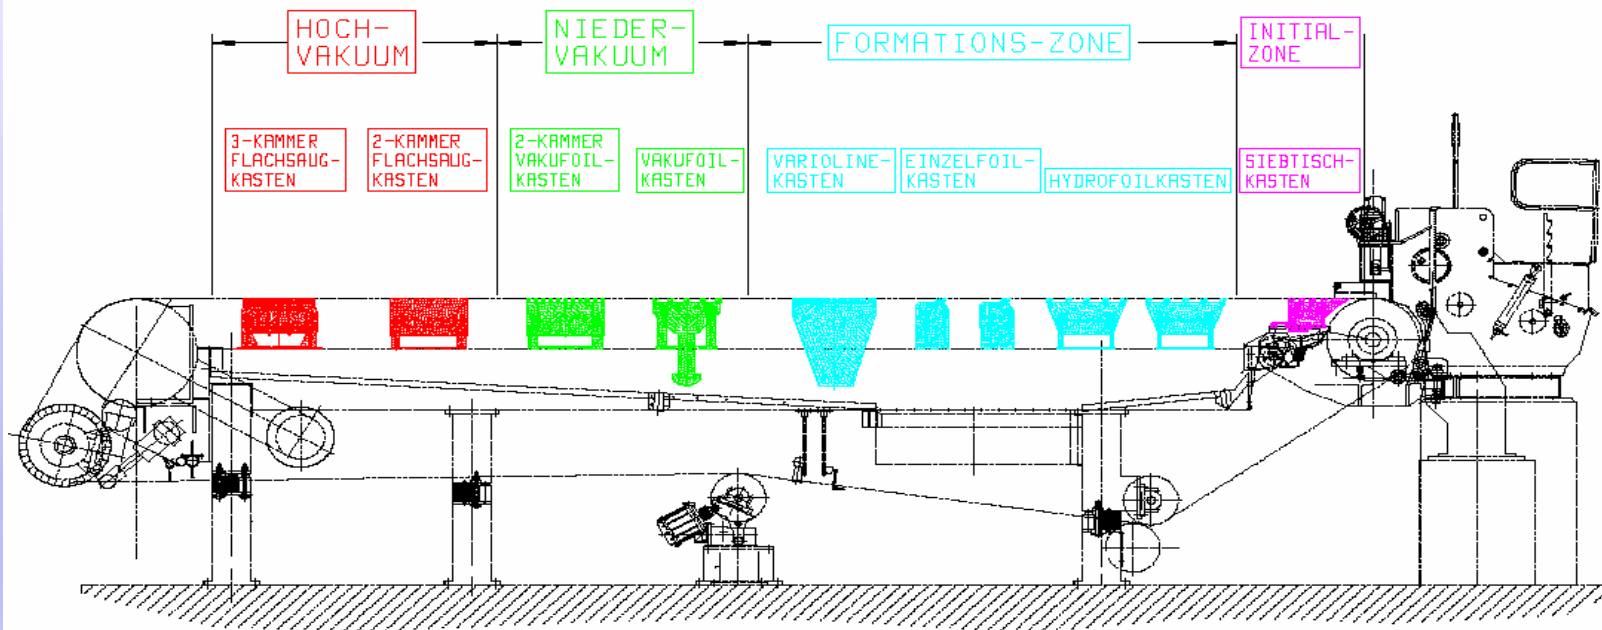 HOCH-
VAKUUM
NIEDER-
VAKUUM
FORMATIONS-ZONE
INITIAL-
ZONE
3-KAMMER
FLACHSAUG-
KASTEN
2-KAMMER
FLACHSAUG-
KASTEN
2-KAMMER
VAKUFOIL-
KASTEN
VAKUFOIL-
KASTEN
VARIOLINE-
KASTEN
EINZELFOIL-
KASTEN
HYDROFOILKASTEN
SIEBTISCH-
KASTEN